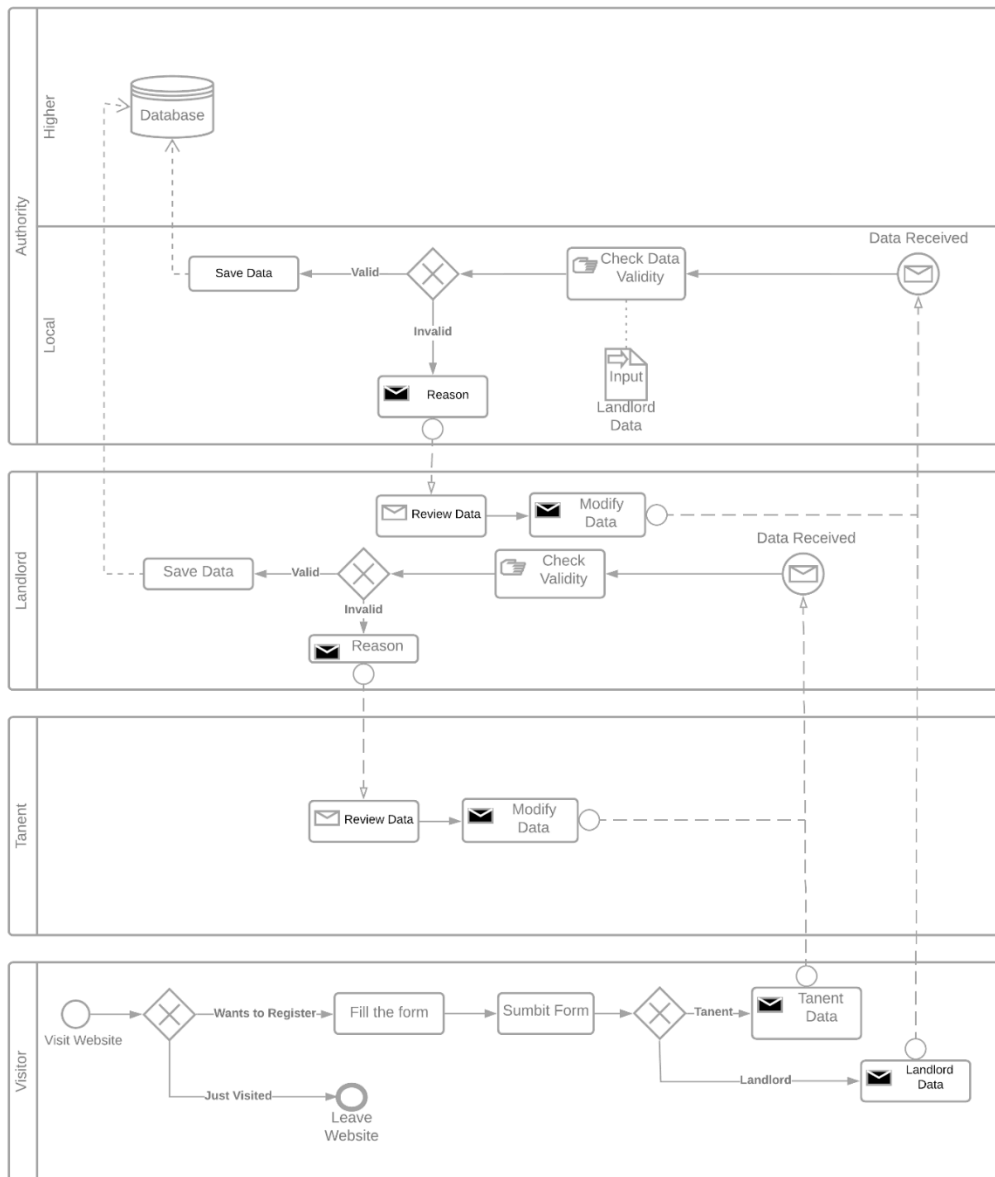 Authority
Higher
Database
Local
Data Received
Save Data
Valid
Check Data
Validity
Invalid
Reason
Input
Landlord
Data
Landlord
Review Data
Modify
Data
Data Received
Save Data
Valid
Check
Validity
Invalid
Reason
Tanent
Review Data
Modify
Data
Visitor
Visit Website
Wants to Register
Fill the form
Sumbit Form
Tanent
Tanent
Data
Landlord
Landlord
Data
Just Visited
Leave
Website